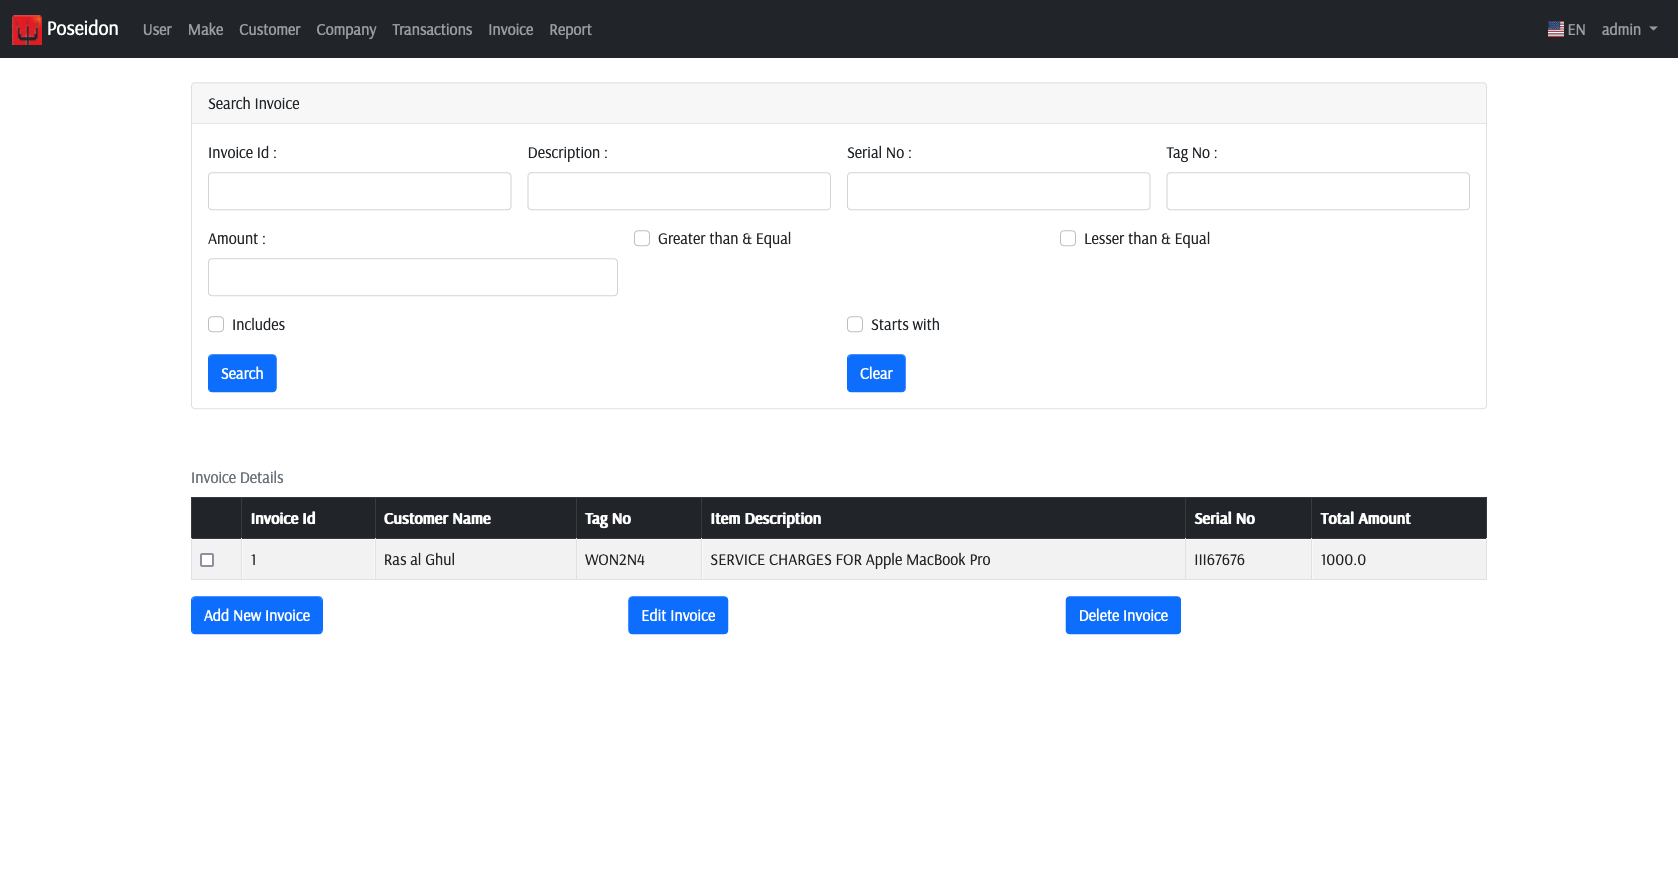 Poseidon User Make Customer Company Transactions Invoice Report EN admin
Search Invoice
Invoice Id : Description : Serial No : Tag No :
Amount : Greater than & Equal Lesser than & Equal
Includes Starts with
Search Clear
Invoice Details
Invoice Id Customer Name Tag No Item Description Serial No Total Amount
1 Ras al Ghul WON2N4 SERVICE CHARGES FOR Apple MacBook Pro III67676 1000.0
Add New Invoice Edit Invoice Delete Invoice